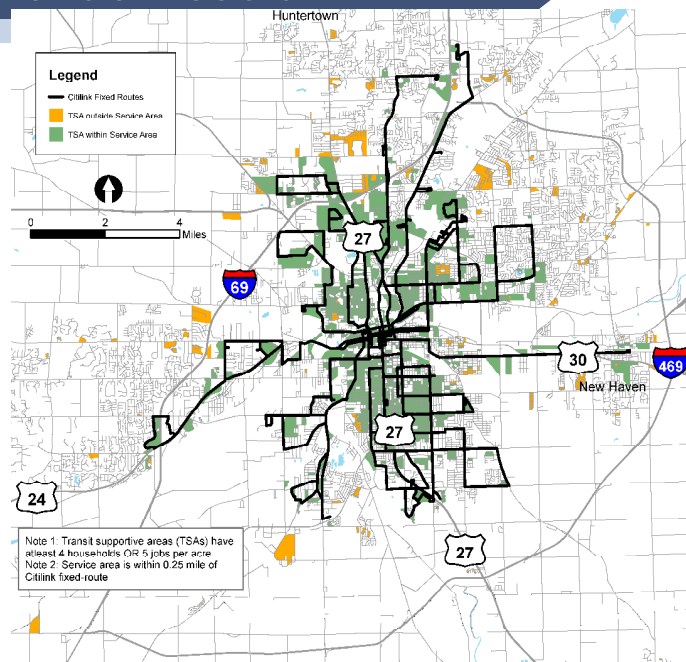 Huntertown
Legend
Citilink Fixed Routes
TSA outside Service Area
TSA within Service Area
0 2 4
Miles
27
69
30
469
New Haven
27
24
27
Note 1: Transit supportive areas (TSAs) have
atleast 4 households OR 5 jobs per acre
Note 2: Service area is within 0.25 mile of
Citilink fixed-route